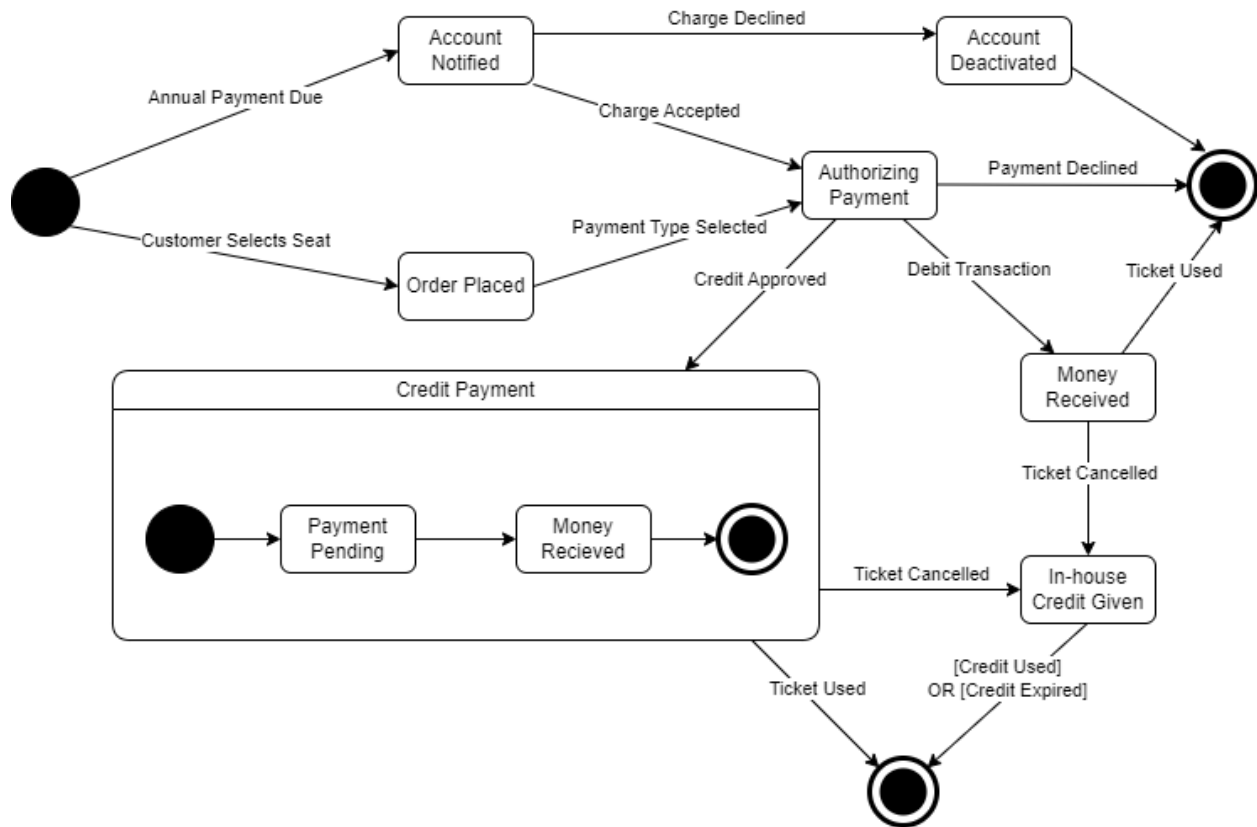 Charge Declined
Account
Notified
Account
Deactivated
Annual Payment Due
Charge Accepted
Authorizing
Payment
Payment Declined
Customer Selects Seat
Payment Type Selected
Order Placed
Credit Approved
Debit Transaction
Ticket Used
Credit Payment
Money
Received
Ticket Cancelled
Payment
Pending
Money
Recieved
Ticket Cancelled
In-house
Credit Given
Ticket Used
[Credit Used]
OR [Credit Expired]